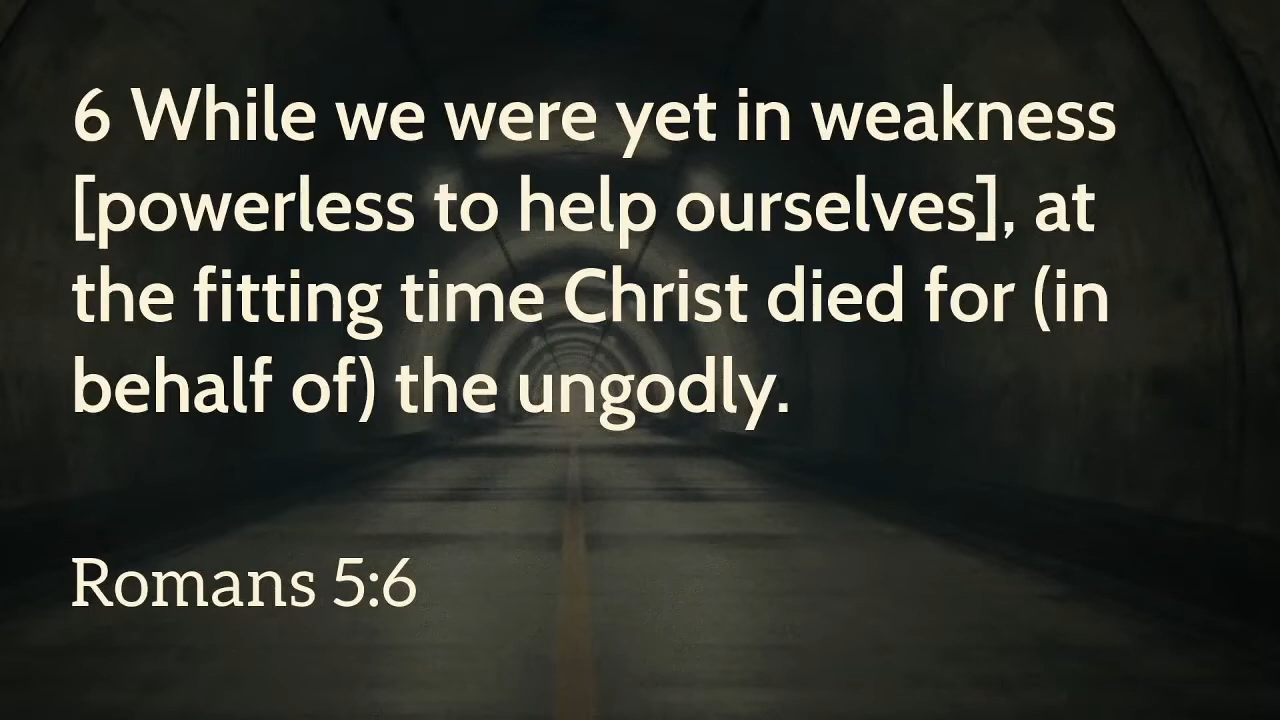 6 While we were yet in weakness
[powerless to help ourselves], at
the fitting time Christ died for (in
behalf of) the ungodly.
Romans 5:6